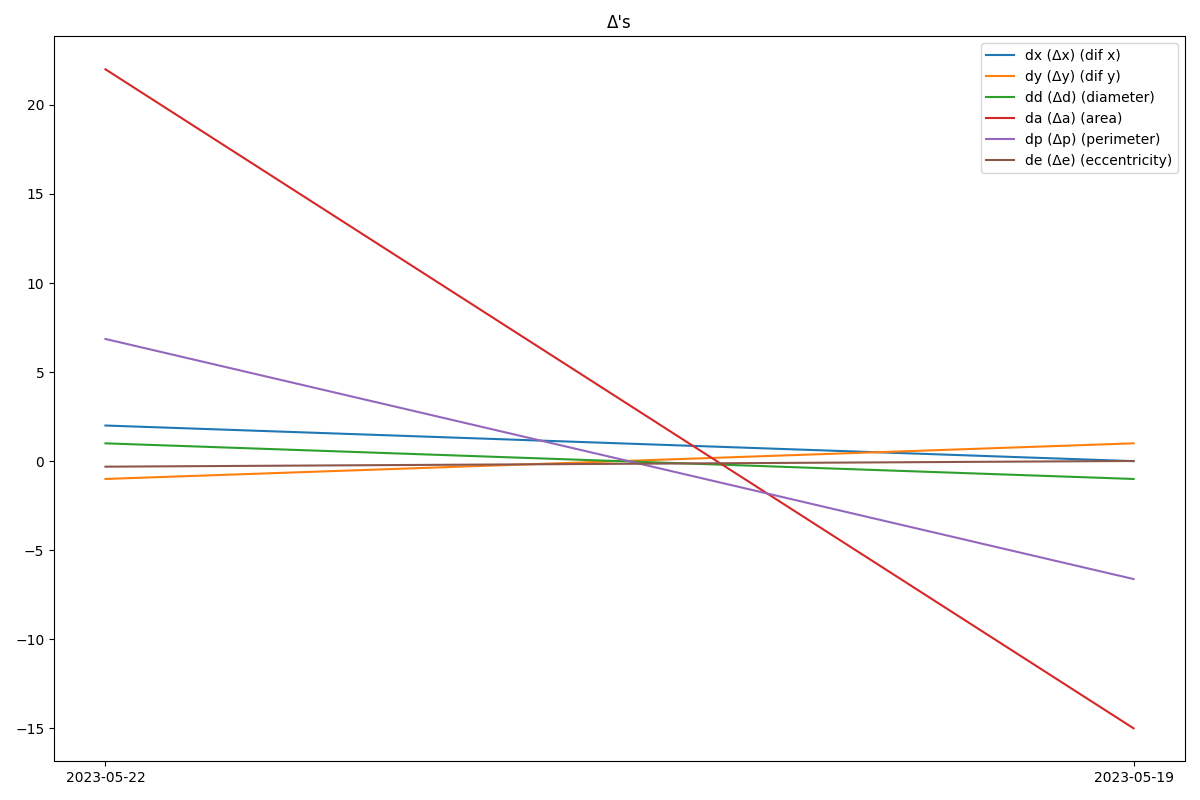 Δ's
dx (Δx) (dif x)
dy (Δy) (dif y)
dd (Δd) (diameter)
da (Δa) (area)
dp (Δp) (perimeter)
de (Δe) (eccentricity)
20
15
10
5
0
−5
−10
−15
2023-05-22
2023-05-19